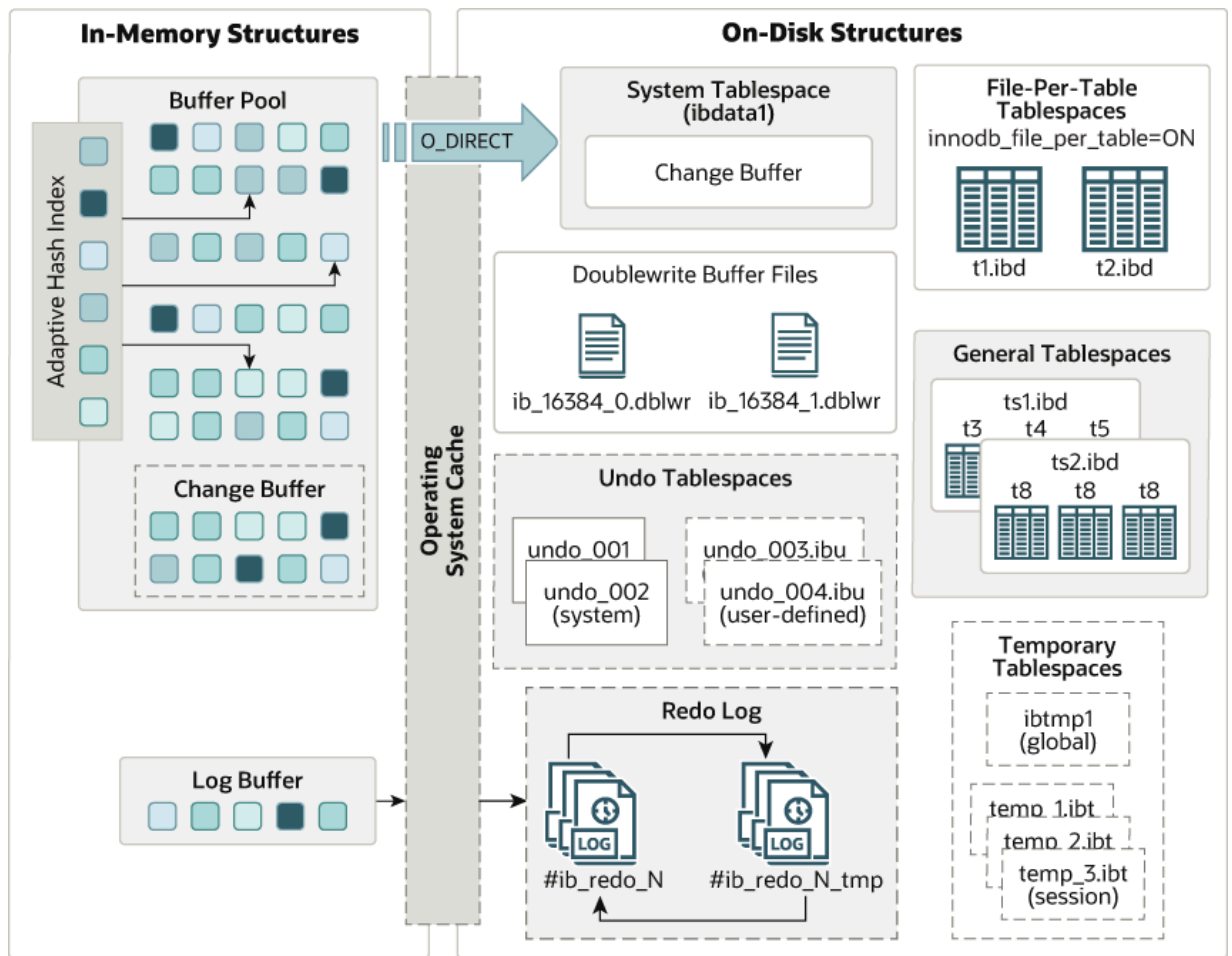 In-Memory Structures
Buffer Pool
Adaptive Hash Index
Change Buffer
Log Buffer
Operating
System Cache
O_DIRECT
On-Disk Structures
System Tablespace
(ibdata1)
Change Buffer
Doublewrite Buffer Files
ib_16384_0.dblwr
ib_16384_1.dblwr
Undo Tablespaces
undo_001
undo_002
(system)
undo_003.ibu
undo_004.ibu
(user-defined)
Redo Log
LOG
LOG
#ib_redo_N
#ib_redo_N_tmp
File-Per-Table
Tablespaces
innodb_file_per_table=ON
t1.ibd
t2.ibd
General Tablespaces
ts1.ibd
t3 t4 t5
ts2.ibd
t8 t8 t8
Temporary
Tablespaces
ibtmp1
(global)
temp_1.ibt
temp_2.ibt
temp_3.ibt
(session)